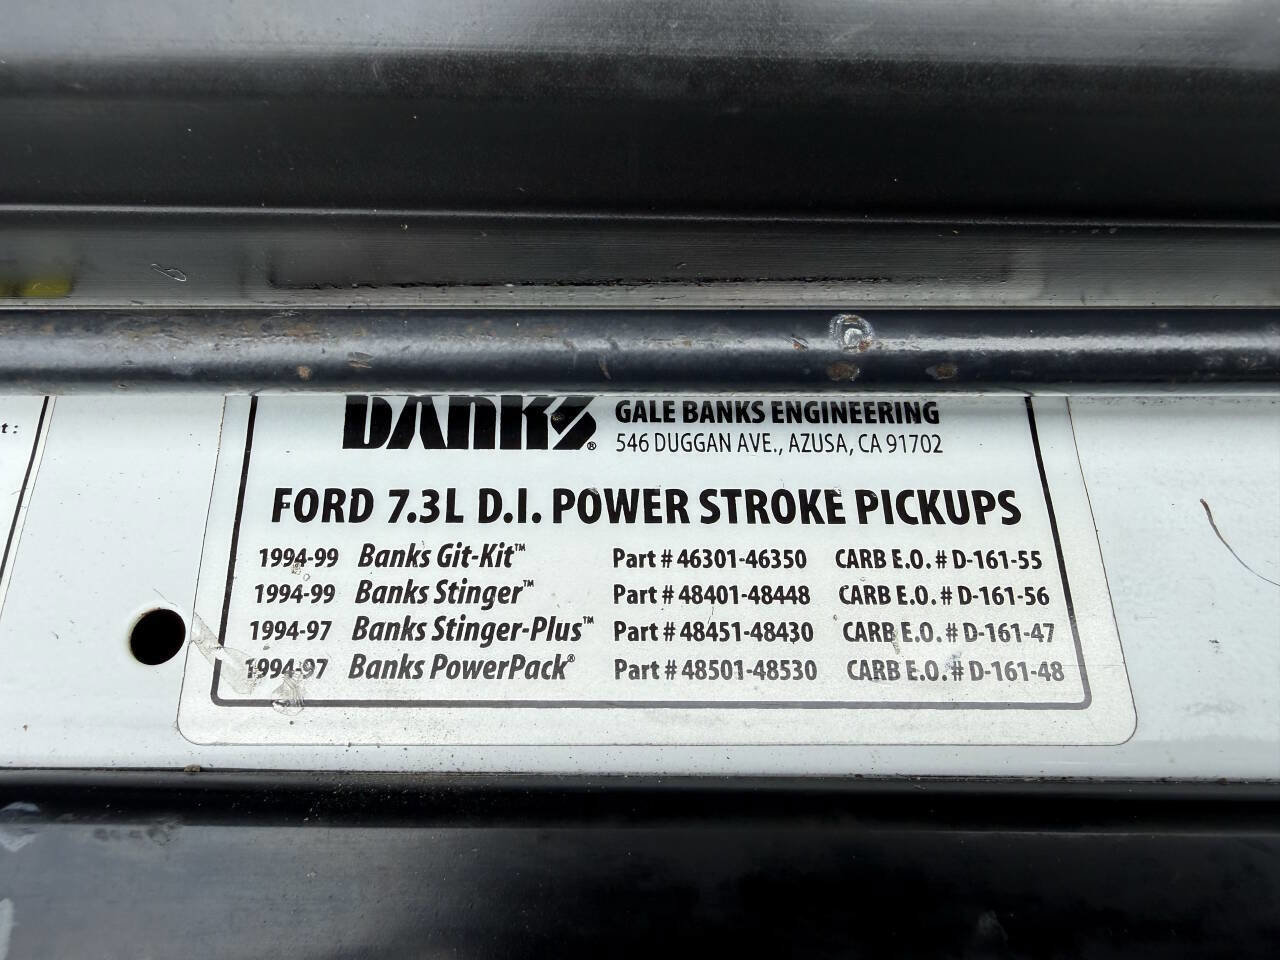 t:
BANKS® GALE BANKS ENGINEERING
546 DUGGAN AVE., AZUSA, CA 91702
FORD 7.3L D.I. POWER STROKE PICKUPS
1994-99 Banks Git-Kit™ Part # 46301-46350 CARB E.O. # D-161-55
1994-99 Banks Stinger™ Part # 48401-48448 CARB E.O. # D-161-56
1994-97 Banks Stinger-Plus™ Part # 48451-48430 CARB E.O. # D-161-47
1994-97 Banks PowerPack® Part # 48501-48530 CARB E.O. # D-161-48